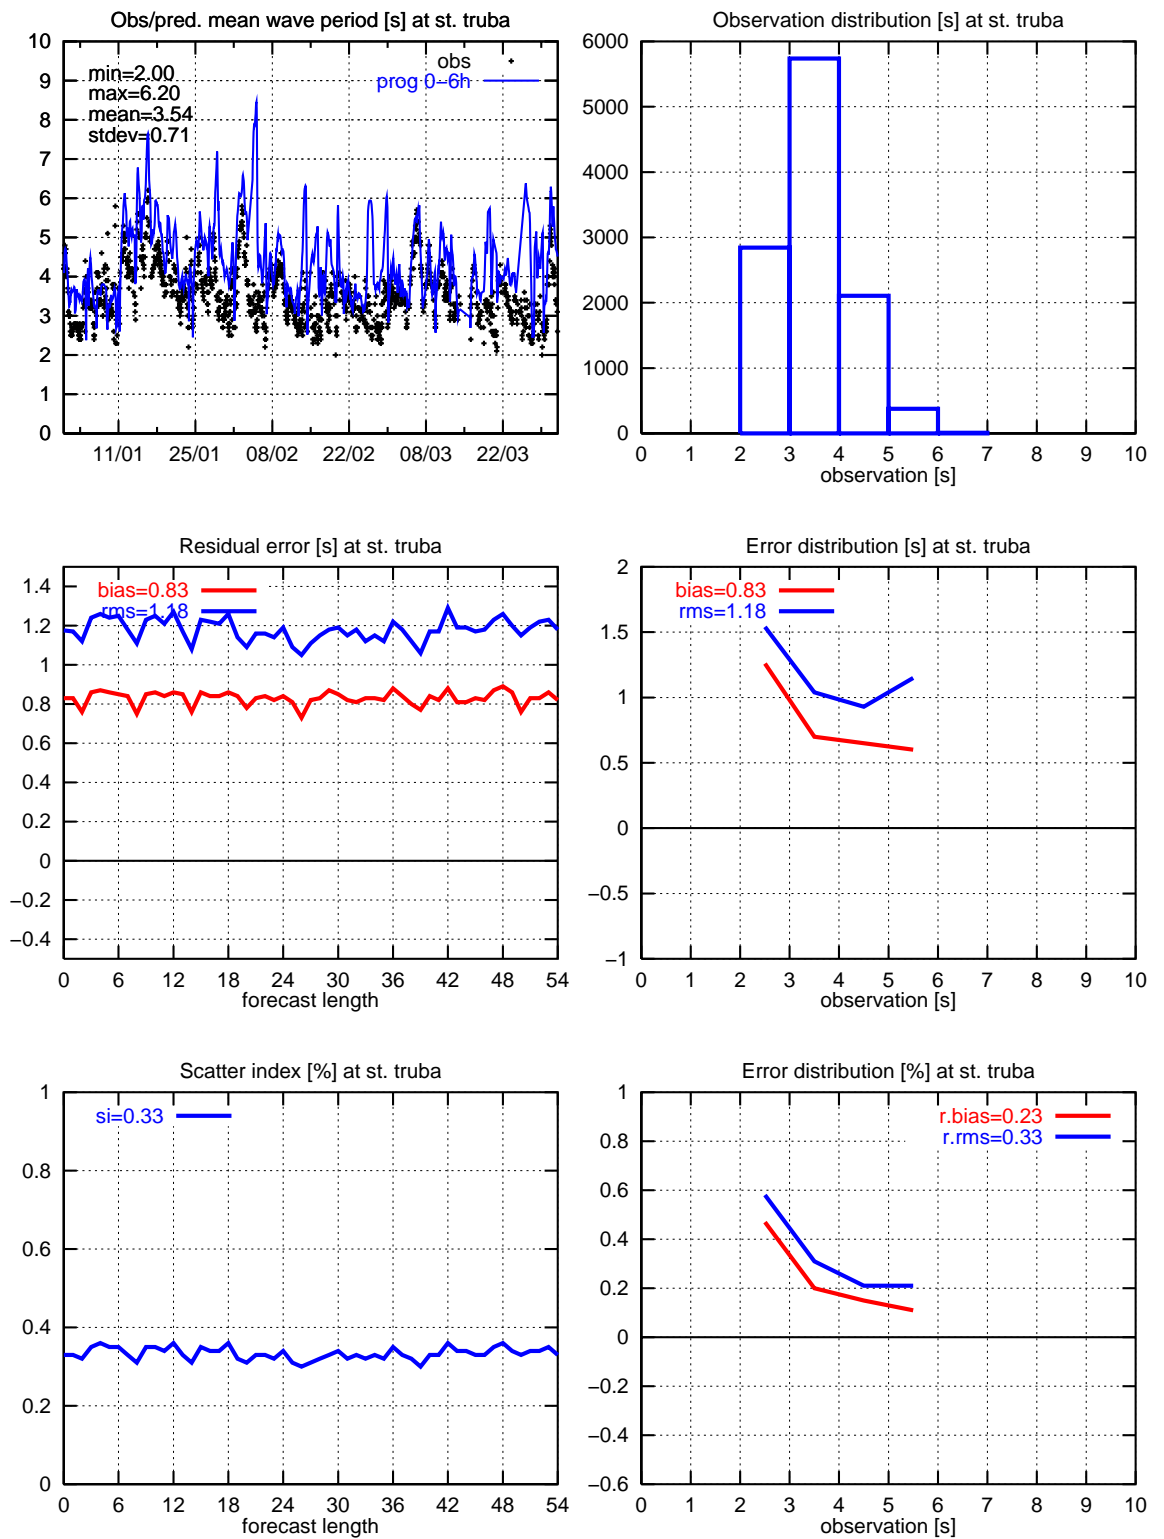 Obs/pred. mean wave period [s] at st. truba
10
9
8
7
6
5
4
3
2
1
0
min=2.00
max=6.20
mean=3.54
stdev=0.71
obs
prog 0−6h
11/01 25/01 08/02 22/02 08/03 22/03
Observation distribution [s] at st. truba
6000
5000
4000
3000
2000
1000
0
0 1 2 3 4 5 6 7 8 9 10
observation [s]
Residual error [s] at st. truba
1.4
1.2
1
0.8
0.6
0.4
0.2
0
−0.2
−0.4
bias=0.83
rms=1.18
0 6 12 18 24 30 36 42 48 54
forecast length
Error distribution [s] at st. truba
2
1.5
1
0.5
0
−0.5
−1
bias=0.83
rms=1.18
0 1 2 3 4 5 6 7 8 9 10
observation [s]
Scatter index [%] at st. truba
1
0.8
0.6
0.4
0.2
0
si=0.33
0 6 12 18 24 30 36 42 48 54
forecast length
Error distribution [%] at st. truba
1
0.8
0.6
0.4
0.2
0
−0.2
−0.4
−0.6
r.bias=0.23
r.rms=0.33
0 1 2 3 4 5 6 7 8 9 10
observation [s]